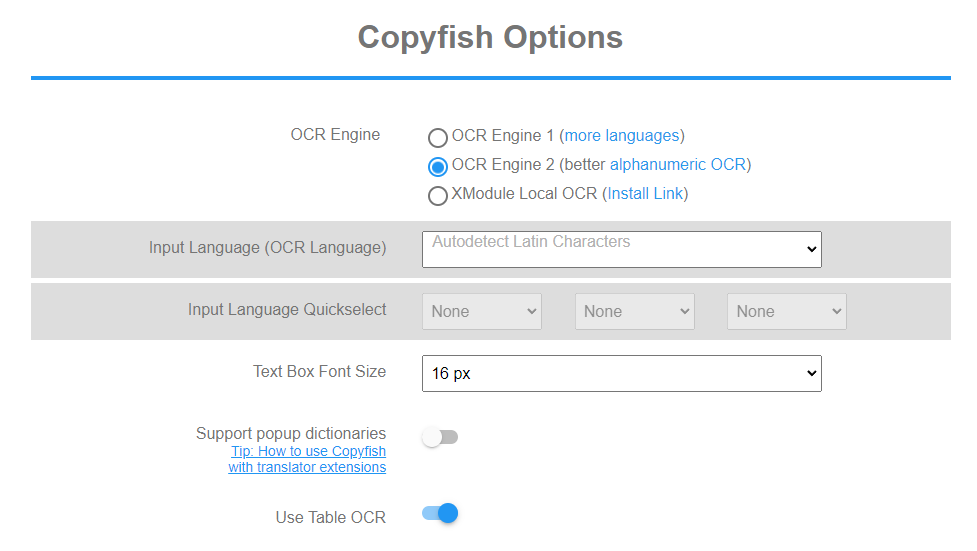 Copyfish Options
OCR Engine
OCR Engine 1 (more languages)
OCR Engine 2 (better alphanumeric OCR)
XModule Local OCR (Install Link)
Input Language (OCR Language)
Autodetect Latin Characters
Input Language Quickselect
None None None
Text Box Font Size
16 px
Support popup dictionaries
Tip: How to use Copyfish
with translator extensions
Use Table OCR